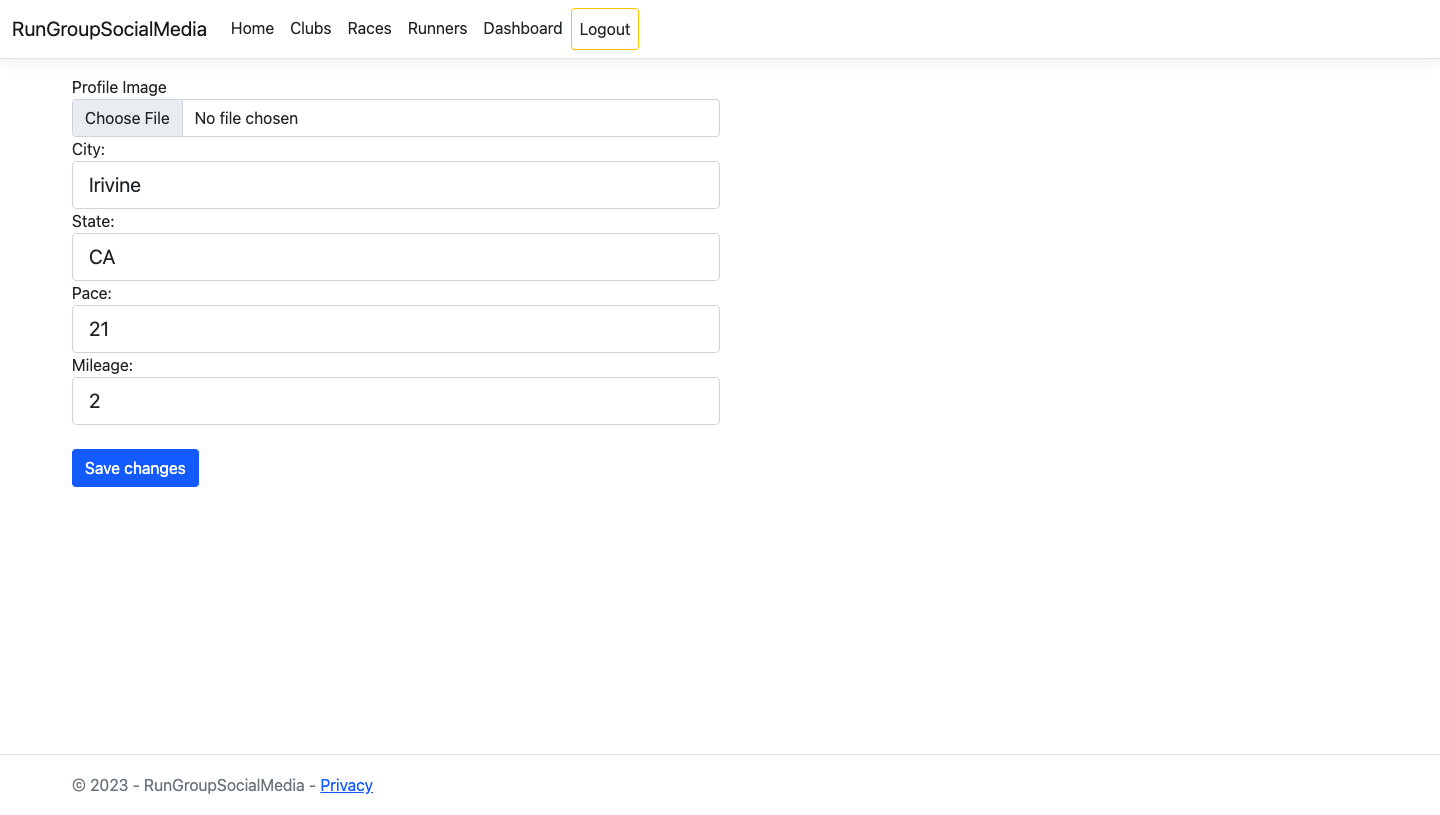 RunGroupSocialMedia Home Clubs Races Runners Dashboard Logout
Profile Image
Choose File No file chosen
City:
Irivine
State:
CA
Pace:
21
Mileage:
2
Save changes
© 2023 - RunGroupSocialMedia - Privacy